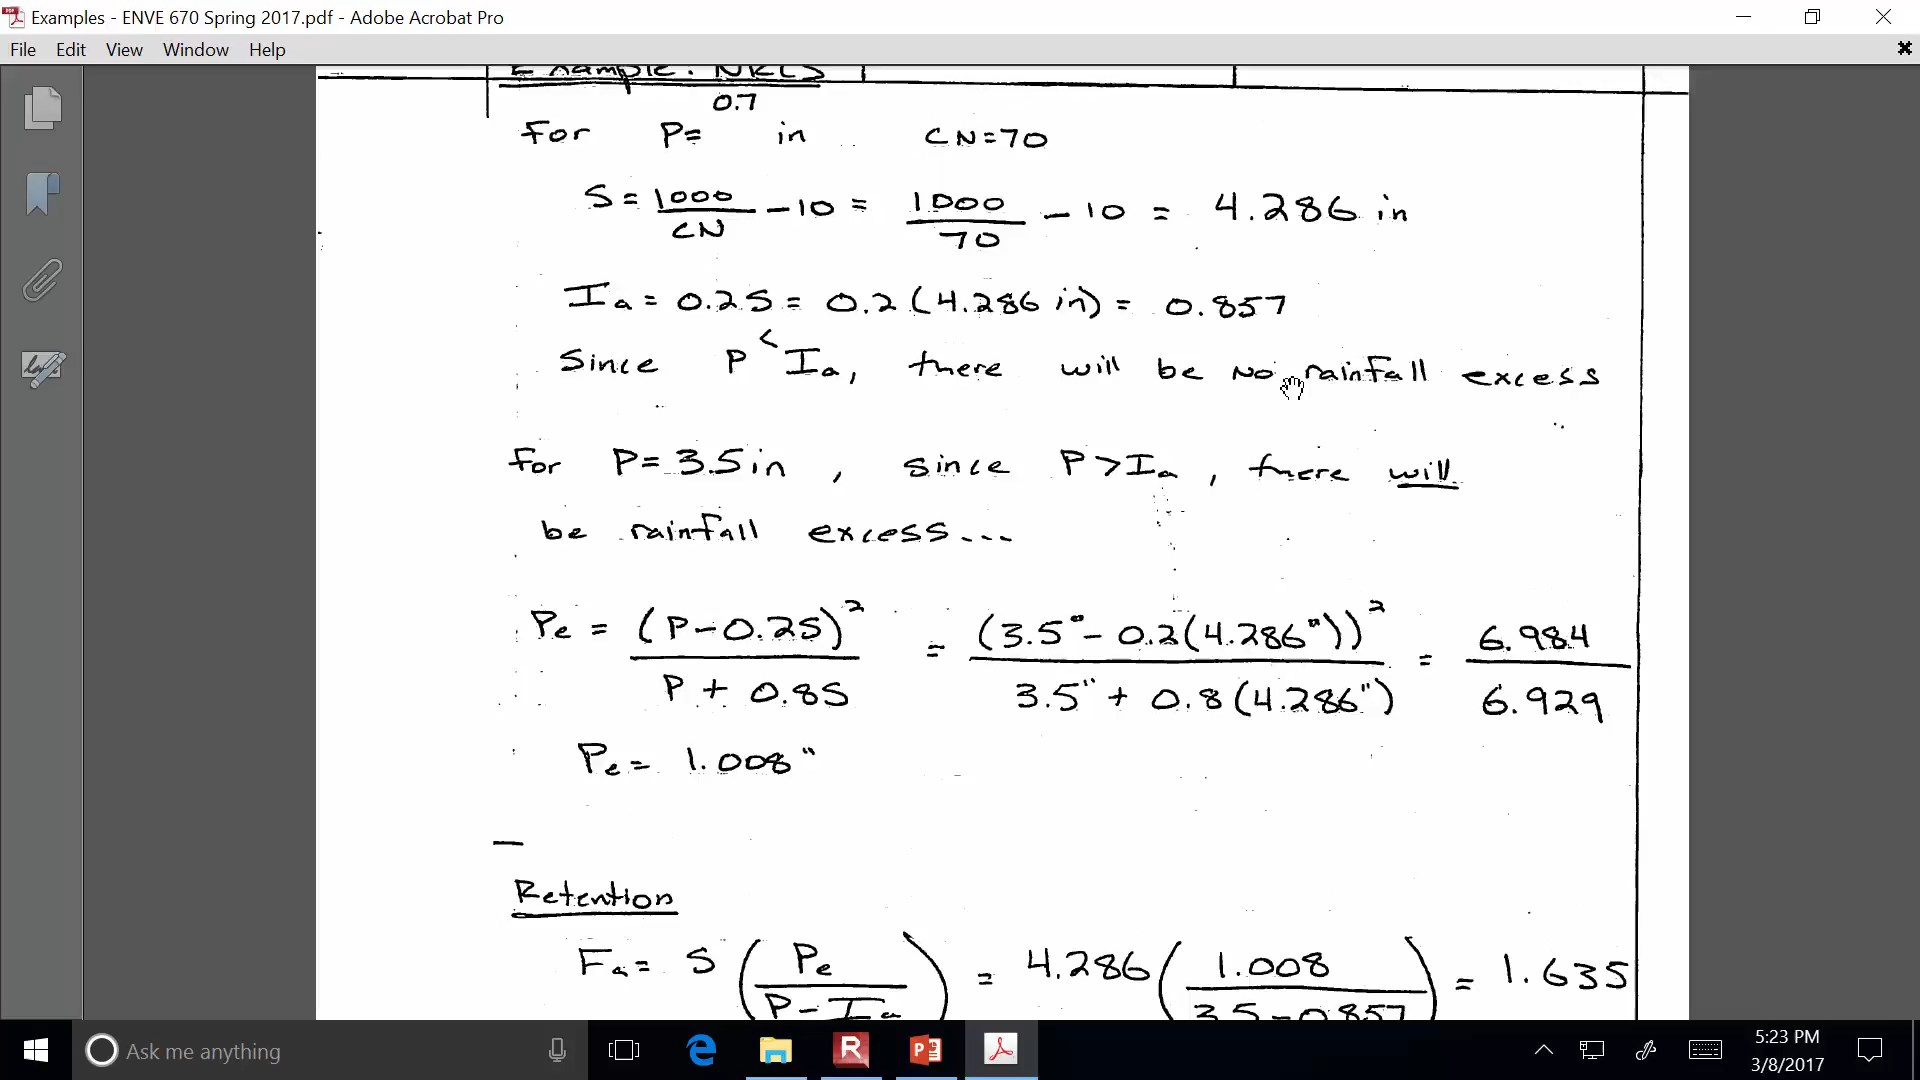 Examples - ENVE 670 Spring 2017.pdf - Adobe Acrobat Pro
File Edit View Window Help
Example: NRCS
0.7
For P= in CN=70
S = 1000/CN - 10 = 1000/70 - 10 = 4.286 in
Ia = 0.2S = 0.2(4.286 in) = 0.857
Since P < Ia, there will be no rainfall excess
For P= 3.5in , since P > Ia , there will
be rainfall excess...
Pe = (P-0.2S)² / P + 0.8S = (3.5" - 0.2(4.286"))² / 3.5" + 0.8(4.286") = 6.984 / 6.929
Pe = 1.008"
Retention
Fa = S (Pe / P - Ia) = 4.286 (1.008 / 3.5-0.857) = 1.635
Ask me anything
5:23 PM
3/8/2017